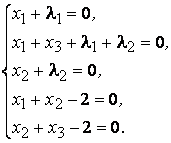 x₁ + λ₁ = 0,
x₁ + x₃ + λ₁ + λ₂ = 0,
x₂ + λ₂ = 0,
x₁ + x₂ − 2 = 0,
x₂ + x₃ − 2 = 0.